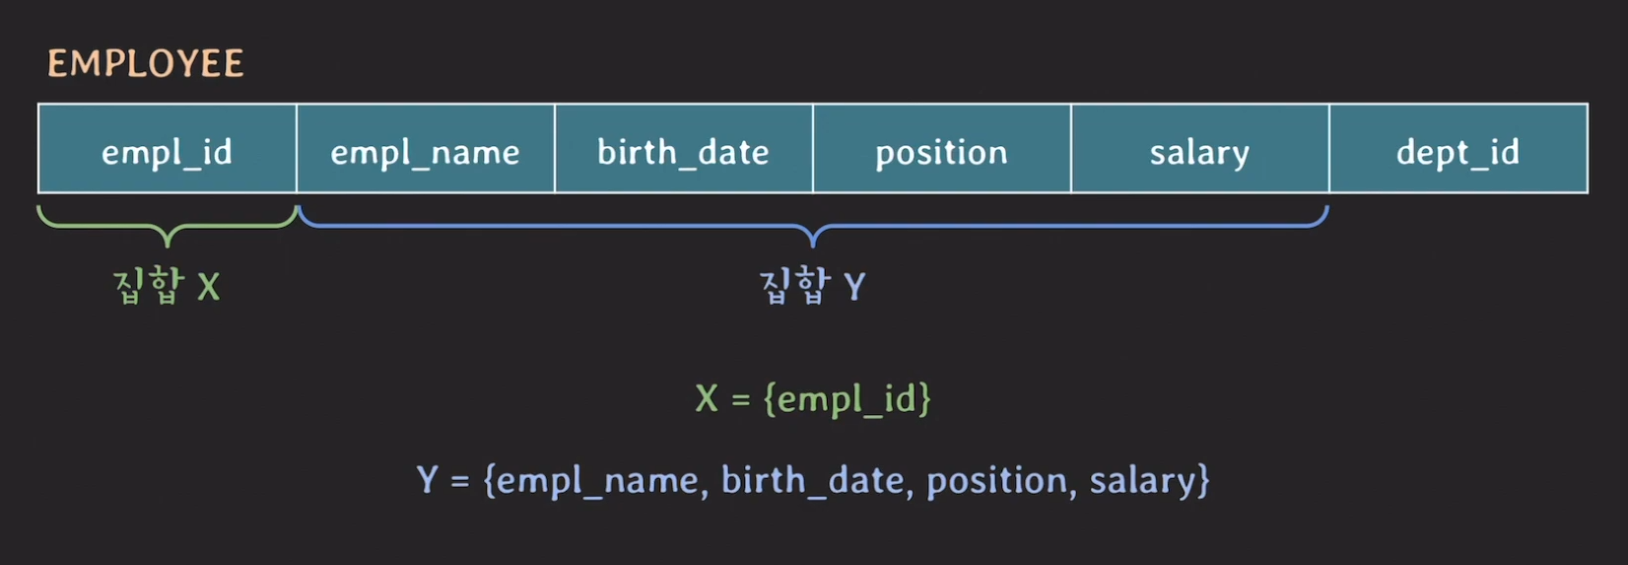 EMPLOYEE
empl_id empl_name birth_date position salary dept_id
집합 X 집합 Y
X = {empl_id}
Y = {empl_name, birth_date, position, salary}